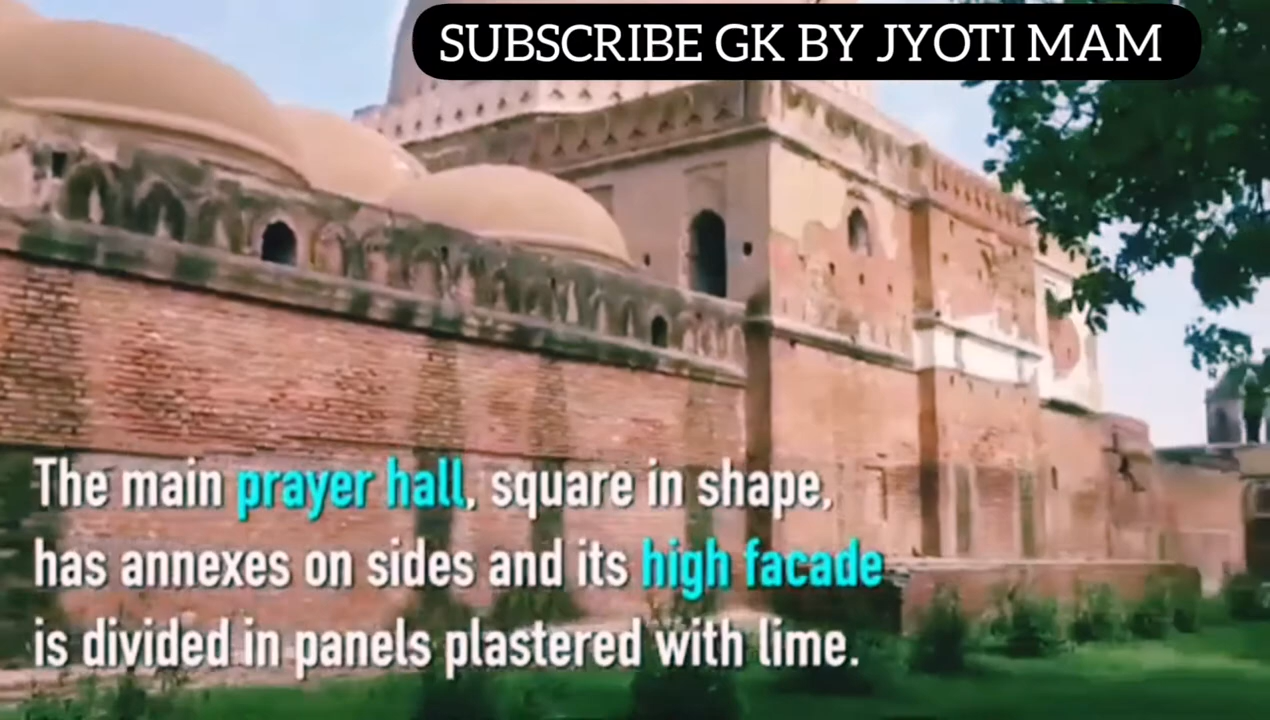 SUBSCRIBE GK BY JYOTI MAM
The main prayer hall, square in shape,
has annexes on sides and its high facade
is divided in panels plastered with lime.